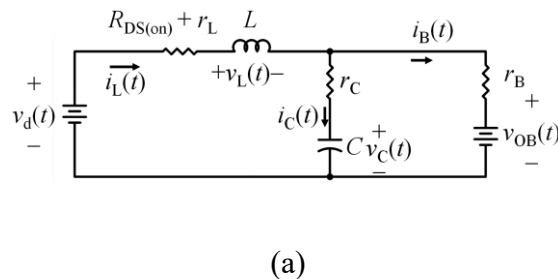 R_DS(on) + r_L L
i_B(t)
+ i_L(t) +v_L(t)− r_C r_B +
v_d(t) i_C(t) v_OB(t)
− + −
C v_C(t)
−
(a)